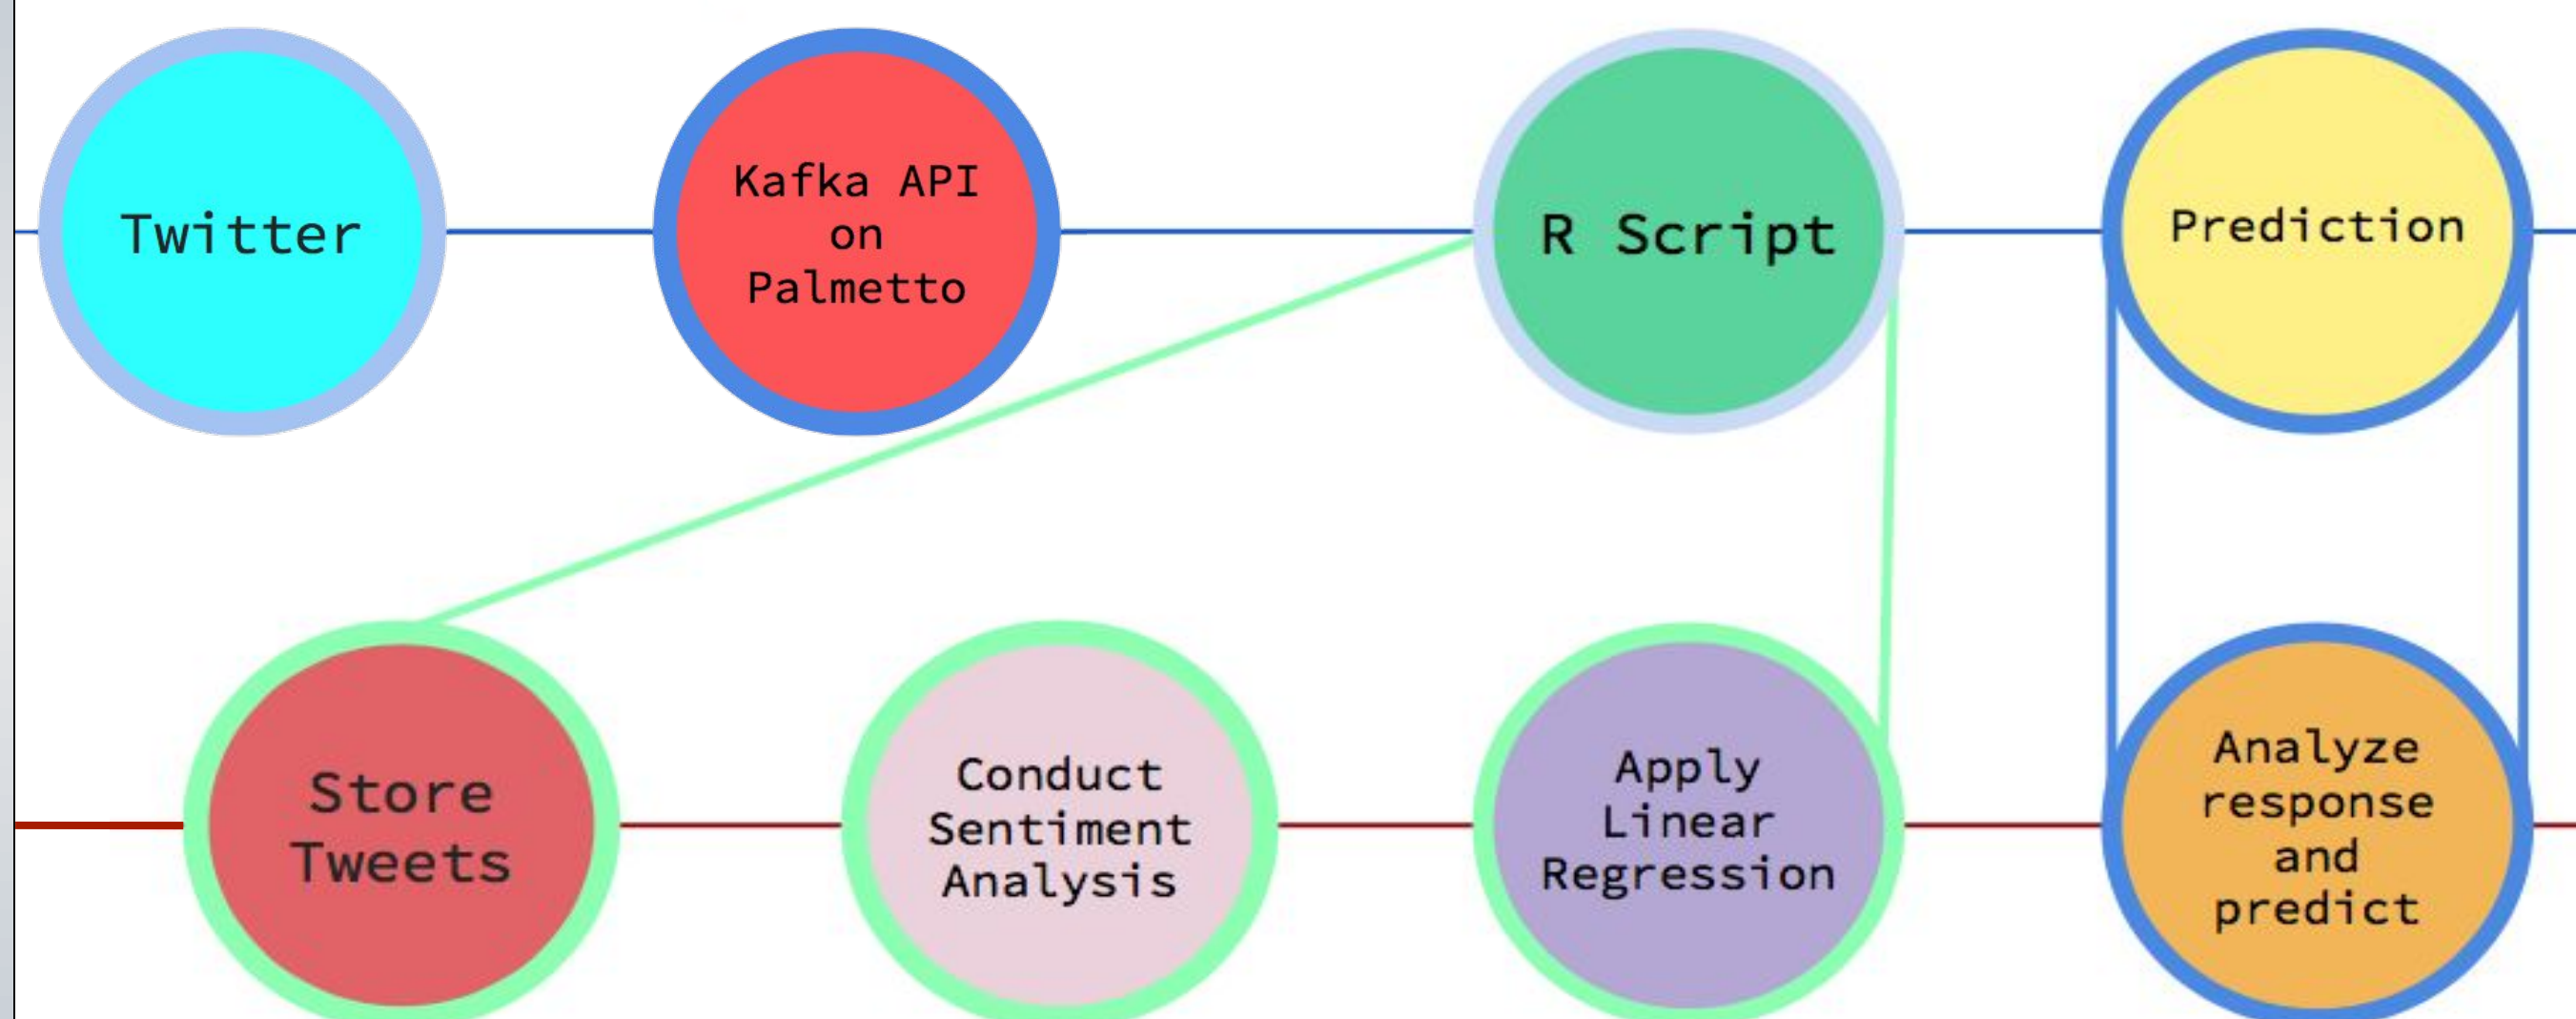 Twitter
Kafka API
on
Palmetto
R Script
Prediction
Store
Tweets
Conduct
Sentiment
Analysis
Apply
Linear
Regression
Analyze
response
and
predict